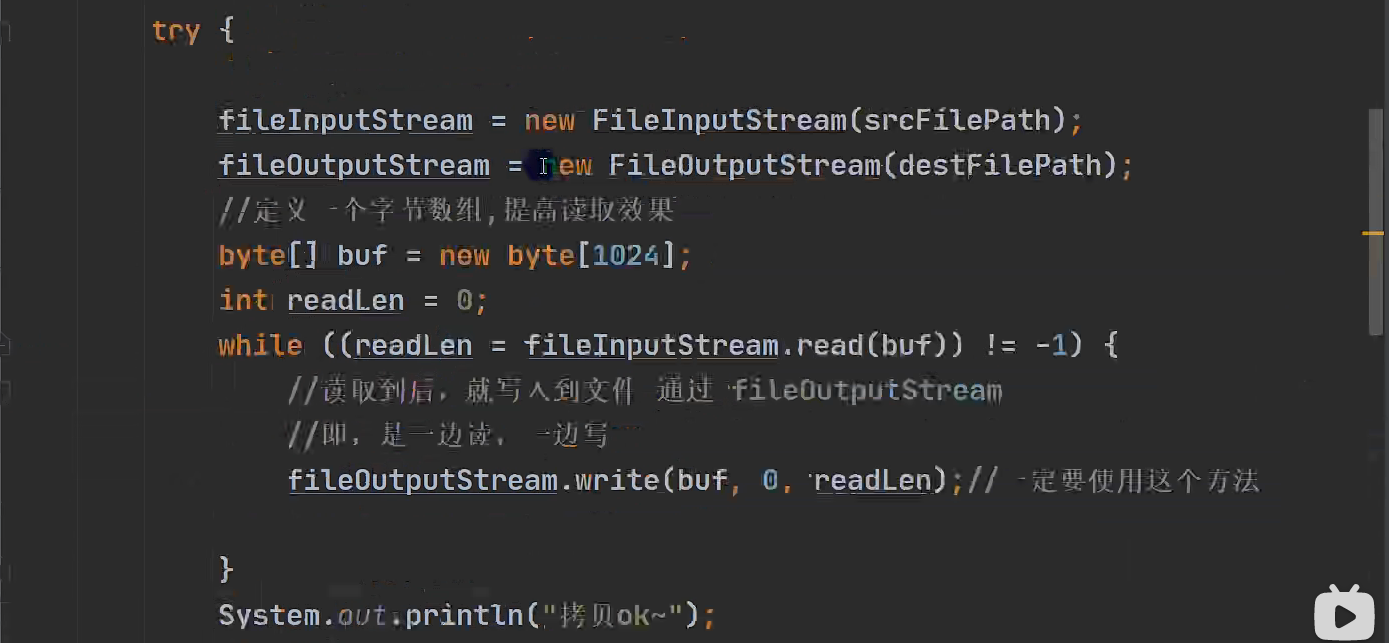 try {
fileInputStream = new FileInputStream(srcFilePath);
fileOutputStream = new FileOutputStream(destFilePath);
//定义一个字节数组,提高读取效果
byte[] buf = new byte[1024];
int readLen = 0;
while ((readLen = fileInputStream.read(buf)) != -1) {
//读取到后，就写入到文件 通过 fileOutputStream
//即，是一边读，一边写
fileOutputStream.write(buf, 0, readLen);//一定要使用这个方法
}
System.out.println("拷贝ok~");